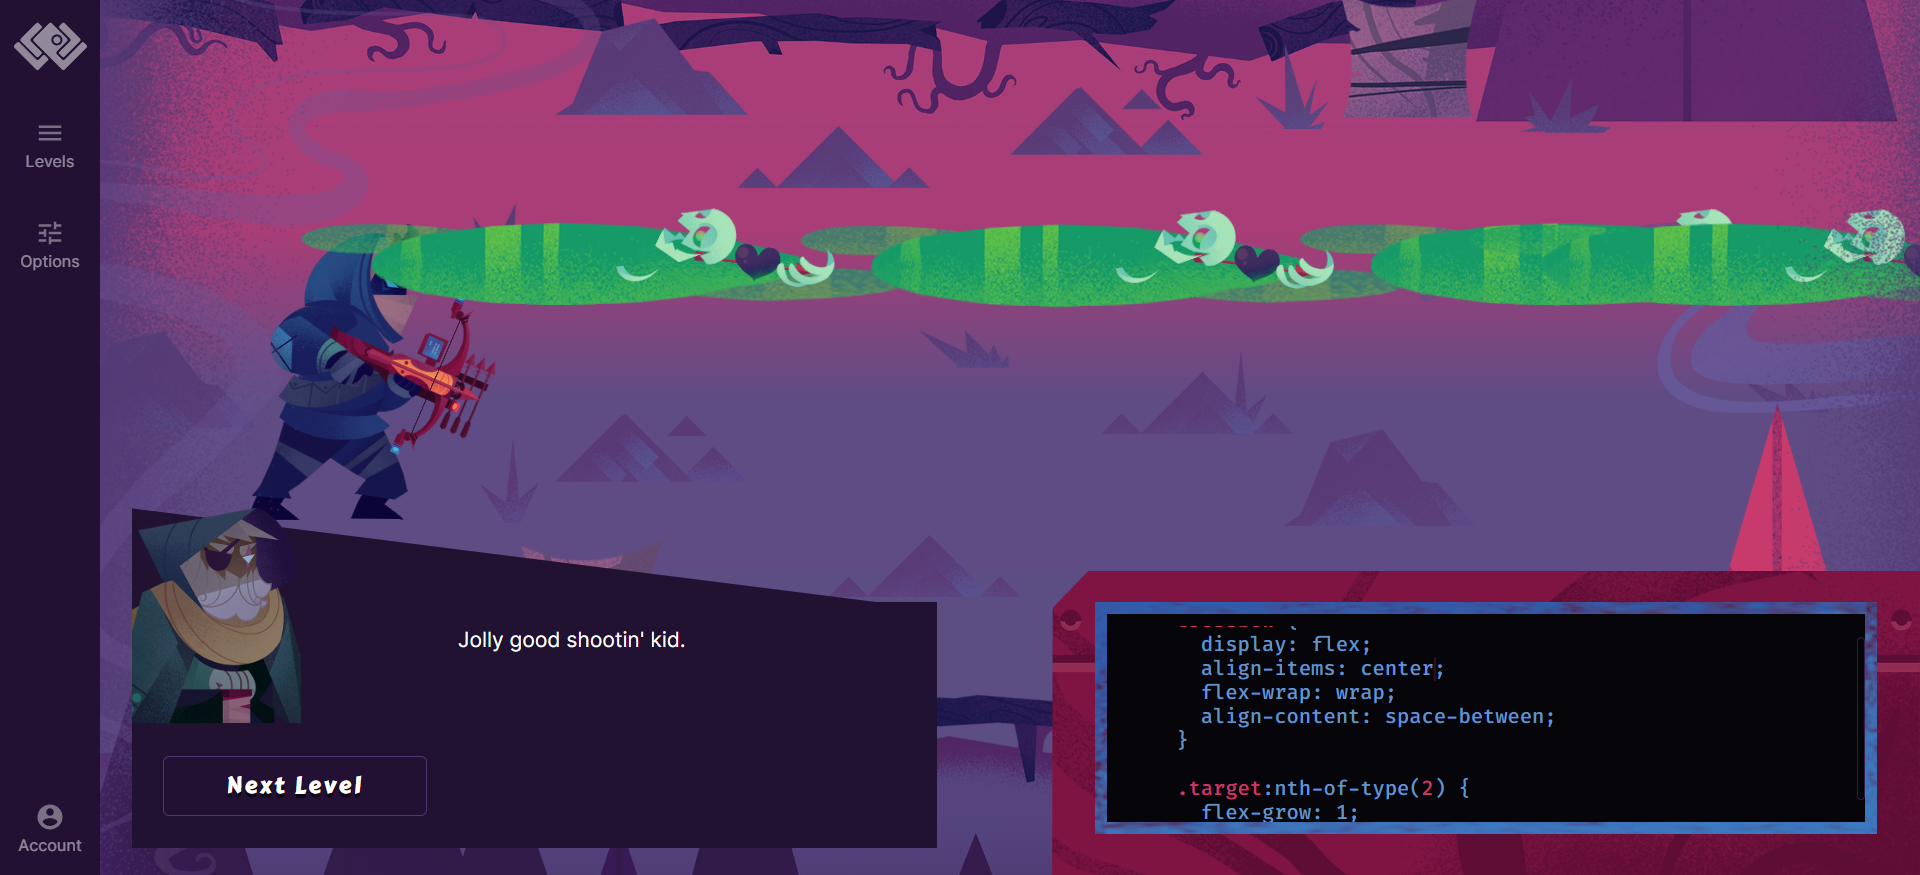 Levels
Options
Jolly good shootin' kid.
Next Level
Account
display: flex;
align-items: center;
flex-wrap: wrap;
align-content: space-between;
}
.target:nth-of-type(2) {
flex-grow: 1;